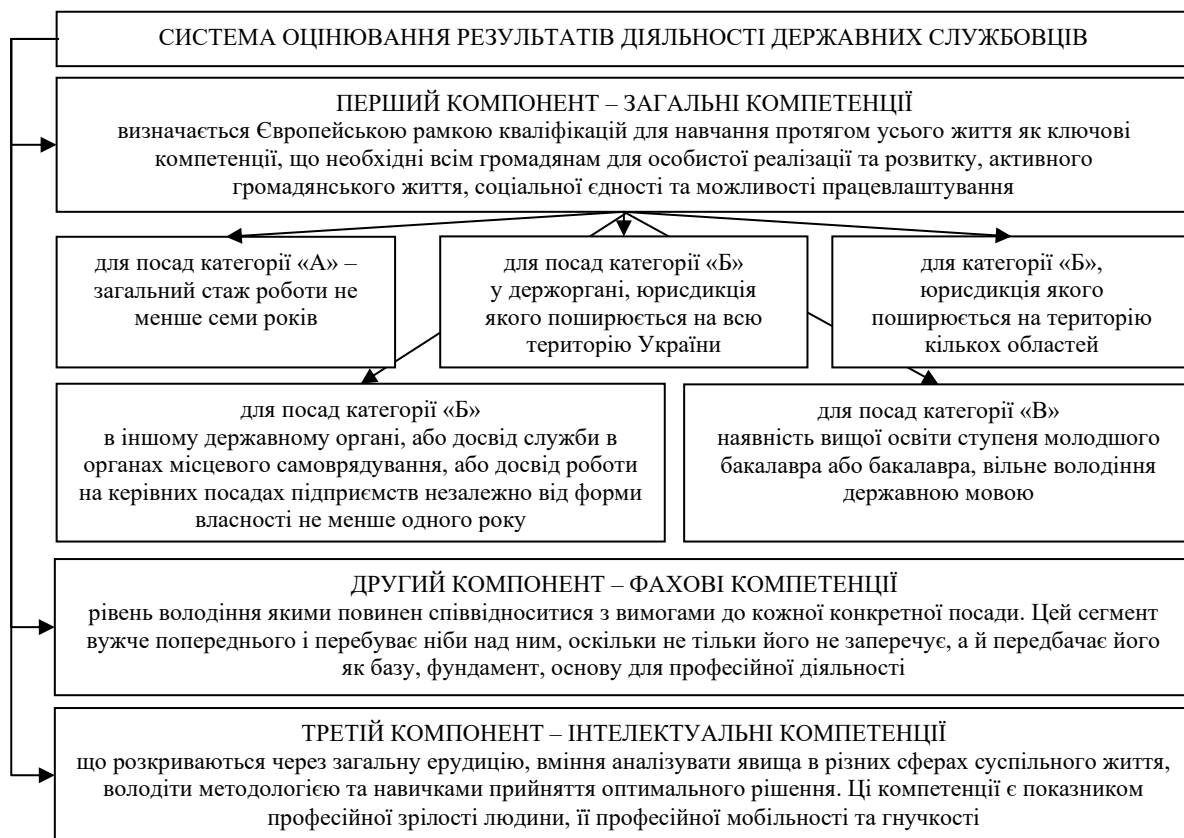 СИСТЕМА ОЦІНЮВАННЯ РЕЗУЛЬТАТІВ ДІЯЛЬНОСТІ ДЕРЖАВНИХ СЛУЖБОВЦІВ
ПЕРШИЙ КОМПОНЕНТ – ЗАГАЛЬНІ КОМПЕТЕНЦІЇ
визначається Європейською рамкою кваліфікацій для навчання протягом усього життя як ключові
компетенції, що необхідні всім громадянам для особистої реалізації та розвитку, активного
громадянського життя, соціальної єдності та можливості працевлаштування
для посад категорії «А» –
загальний стаж роботи не
менше семи років
для посад категорії «Б»
у держоргані, юрисдикція
якого поширюється на всю
територію України
для категорії «Б»,
юрисдикція якого
поширюється на територію
кількох областей
для посад категорії «Б»
в іншому державному органі, або досвід служби в
органах місцевого самоврядування, або досвід роботи
на керівних посадах підприємств незалежно від форми
власності не менше одного року
для посад категорії «В»
наявність вищої освіти ступеня молодшого
бакалавра або бакалавра, вільне володіння
державною мовою
ДРУГИЙ КОМПОНЕНТ – ФАХОВІ КОМПЕТЕНЦІЇ
рівень володіння якими повинен співвідноситися з вимогами до кожної конкретної посади. Цей сегмент
вужче попереднього і перебуває ніби над ним, оскільки не тільки його не заперечує, а й передбачає його
як базу, фундамент, основу для професійної діяльності
ТРЕТІЙ КОМПОНЕНТ – ІНТЕЛЕКТУАЛЬНІ КОМПЕТЕНЦІЇ
що розкриваються через загальну ерудицію, вміння аналізувати явища в різних сферах суспільного життя,
володіти методологією та навичками прийняття оптимального рішення. Ці компетенції є показником
професійної зрілості людини, її професійної мобільності та гнучкості